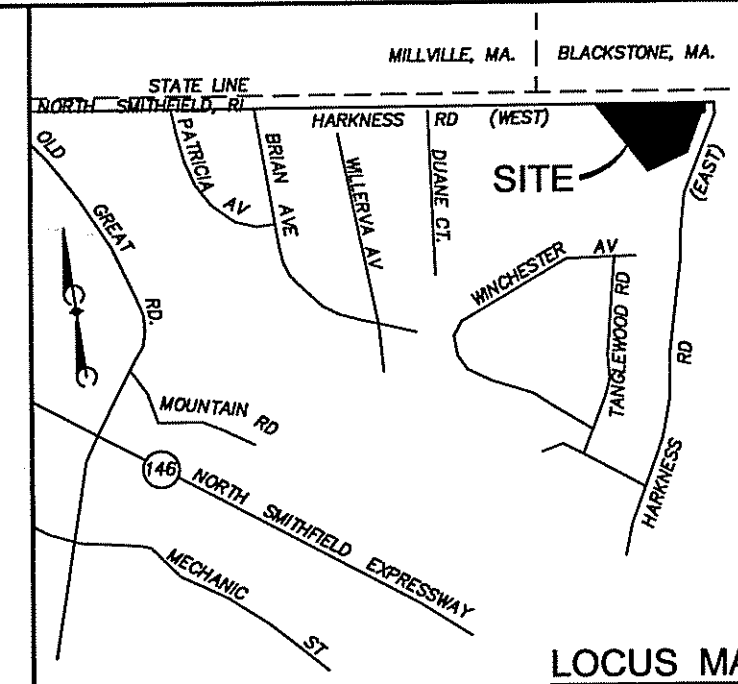 MILLVILLE, MA. BLACKSTONE, MA.
STATE LINE
NORTH SMITHFIELD, RI
HARKNESS RD (WEST)
OLD GREAT RD.
PATRICIA AV
BRIAN AVE
WILLERVA AV
DUANE CT.
SITE
(EAST)
WINCHESTER AV
TANGLEWOOD RD
HARKNESS RD
MOUNTAIN RD
146
NORTH SMITHFIELD EXPRESSWAY
MECHANIC ST
LOCUS MA